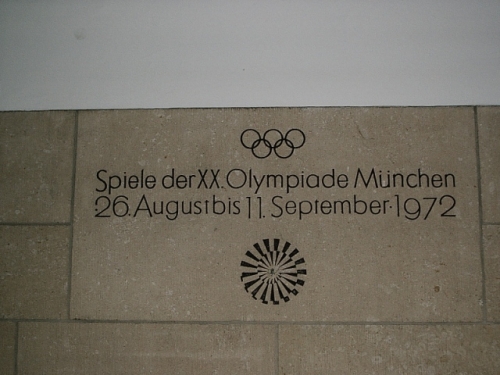 Spiele der XX. Olympiade München
26. August bis 11. September 1972